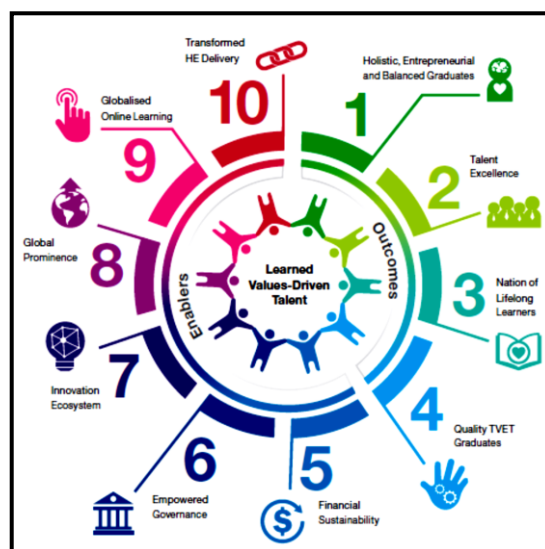 1
Holistic, Entrepreneurial
and Balanced Graduates
2
Talent
Excellence
3
Nation of
Lifelong
Learners
4
Quality TVET
Graduates
5
Financial
Sustainability
$
6
Empowered
Governance
7
Innovation
Ecosystem
8
Global
Prominence
9
Globalised
Online Learning
10
Transformed
HE Delivery
Enablers
Outcomes
Learned
Values-Driven
Talent